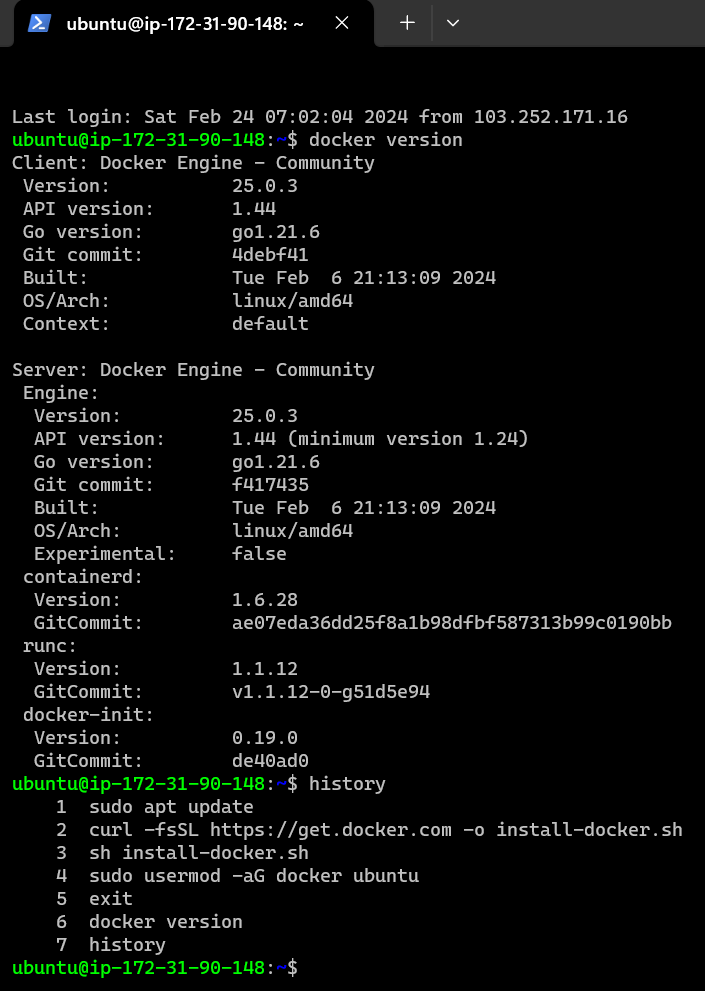 ubuntu@ip-172-31-90-148: ~
Last login: Sat Feb 24 07:02:04 2024 from 103.252.171.16
ubuntu@ip-172-31-90-148:~$ docker version
Client: Docker Engine - Community
 Version:           25.0.3
 API version:       1.44
 Go version:        go1.21.6
 Git commit:        4debf41
 Built:             Tue Feb  6 21:13:09 2024
 OS/Arch:           linux/amd64
 Context:           default

Server: Docker Engine - Community
 Engine:
  Version:          25.0.3
  API version:      1.44 (minimum version 1.24)
  Go version:       go1.21.6
  Git commit:       f417435
  Built:            Tue Feb  6 21:13:09 2024
  OS/Arch:          linux/amd64
  Experimental:     false
 containerd:
  Version:          1.6.28
  GitCommit:        ae07eda36dd25f8a1b98dfbf587313b99c0190bb
 runc:
  Version:          1.1.12
  GitCommit:        v1.1.12-0-g51d5e94
 docker-init:
  Version:          0.19.0
  GitCommit:        de40ad0
ubuntu@ip-172-31-90-148:~$ history
    1  sudo apt update
    2  curl -fsSL https://get.docker.com -o install-docker.sh
    3  sh install-docker.sh
    4  sudo usermod -aG docker ubuntu
    5  exit
    6  docker version
    7  history
ubuntu@ip-172-31-90-148:~$